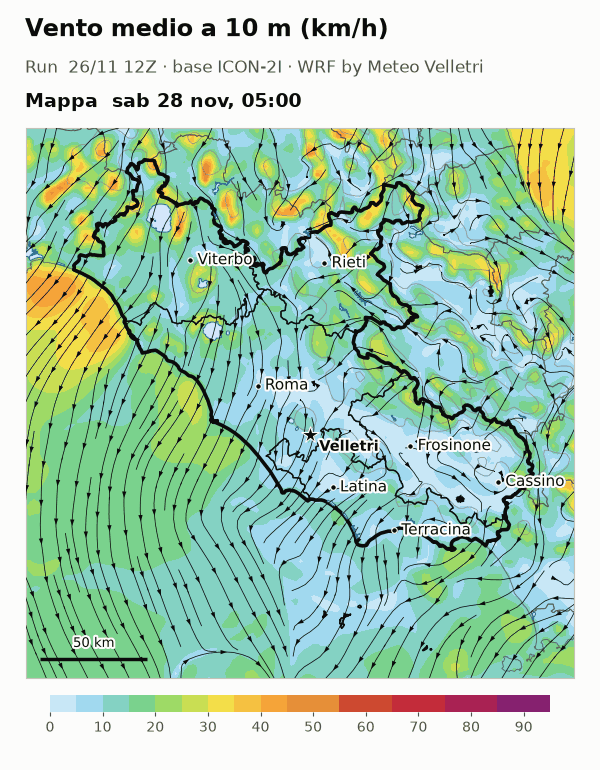 Vento medio a 10 m (km/h)
Run 26/11 12Z · base ICON-2I · WRF by Meteo Velletri
Mappa sab 28 nov, 05:00
Viterbo
Rieti
Roma
Velletri
Frosinone
Latina
Cassino
Terracina
50 km
0 10 20 30 40 50 60 70 80 90